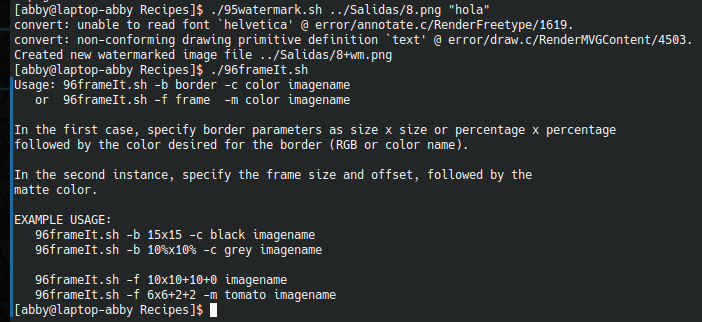 [abby@laptop-abby Recipes]$ ./95watermark.sh ../Salidas/8.png "hola"
convert: unable to read font `helvetica' @ error/annotate.c/RenderFreetype/1619.
convert: non-conforming drawing primitive definition `text' @ error/draw.c/RenderMVGContent/4503.
Created new watermarked image file ../Salidas/8+wm.png
[abby@laptop-abby Recipes]$ ./96frameIt.sh
Usage: 96frameIt.sh -b border -c color imagename
   or  96frameIt.sh -f frame  -m color imagename

In the first case, specify border parameters as size x size or percentage x percentage
followed by the color desired for the border (RGB or color name).

In the second instance, specify the frame size and offset, followed by the
matte color.

EXAMPLE USAGE:
   96frameIt.sh -b 15x15 -c black imagename
   96frameIt.sh -b 10%x10% -c grey imagename

   96frameIt.sh -f 10x10+10+0 imagename
   96frameIt.sh -f 6x6+2+2 -m tomato imagename
[abby@laptop-abby Recipes]$